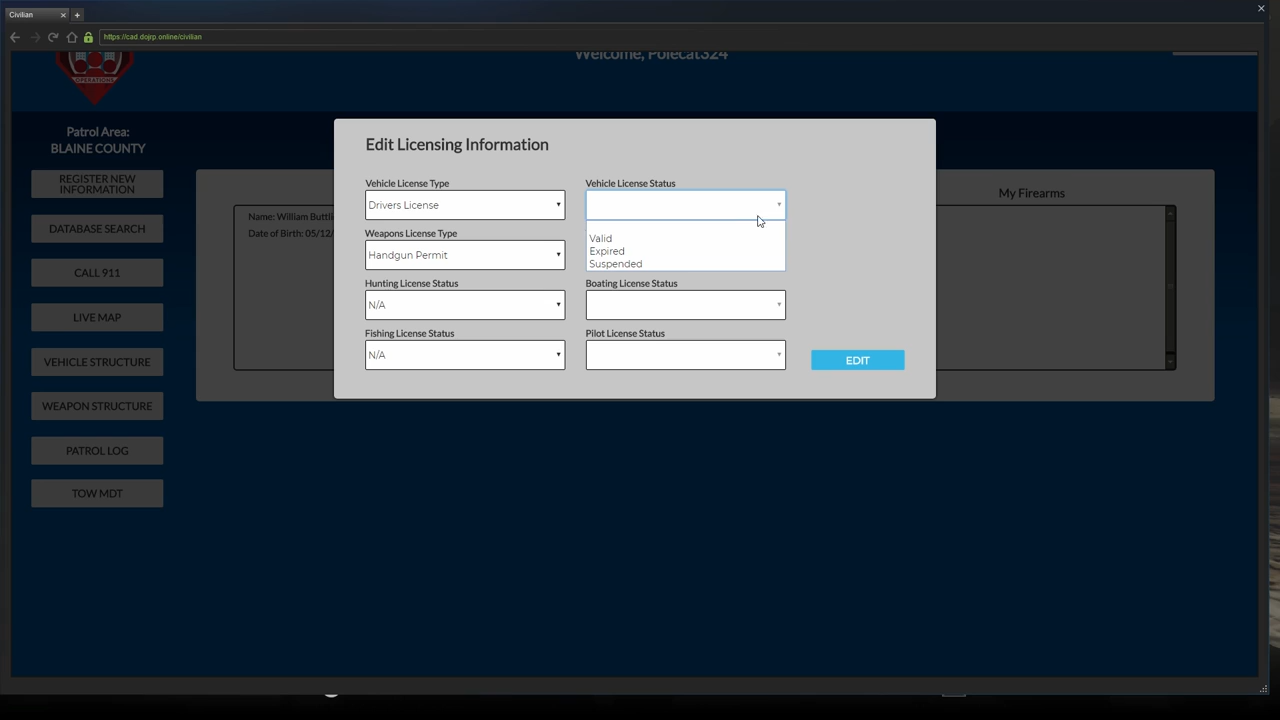 Civilian
https://cad.dojrp.online/civilian
OPERATIONS
Welcome, Polecat324
Patrol Area:
BLAINE COUNTY
REGISTER NEW
INFORMATION
DATABASE SEARCH
CALL 911
LIVE MAP
VEHICLE STRUCTURE
WEAPON STRUCTURE
PATROL LOG
TOW MDT
Name: William Buttli
Date of Birth: 05/12/
My Firearms
Edit Licensing Information
Vehicle License Type
Vehicle License Status
Drivers License
Valid
Expired
Suspended
Weapons License Type
Handgun Permit
Hunting License Status
Boating License Status
N/A
Fishing License Status
Pilot License Status
N/A
EDIT